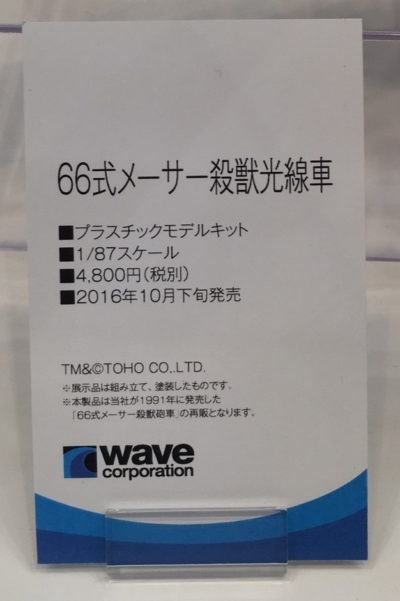 66式メーサー殺獣光線車
■プラスチックモデルキット
■1/87スケール
■4,800円(税別)
■2016年10月下旬発売
TM&©TOHO CO,.LTD.
※展示品は組み立て、塗装したものです。
※本製品は当社が1991年に発売した
「66式メーサー殺獣砲車」の再販となります。
wave
corporation